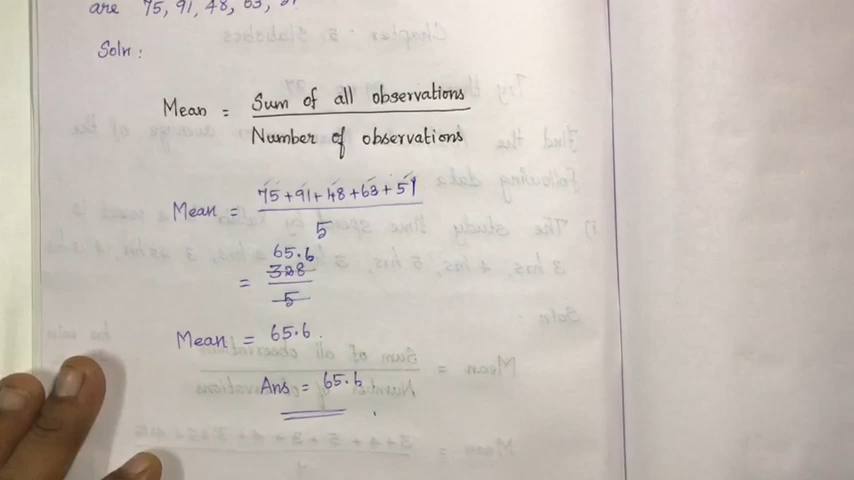 are 75, 91, 48, 63, 51
Soln:
Mean = Sum of all observations
Number of observations
Mean = 75+91+48+63+51
5
65.6
= 328
5
Mean = 65.6
Ans = 65.6